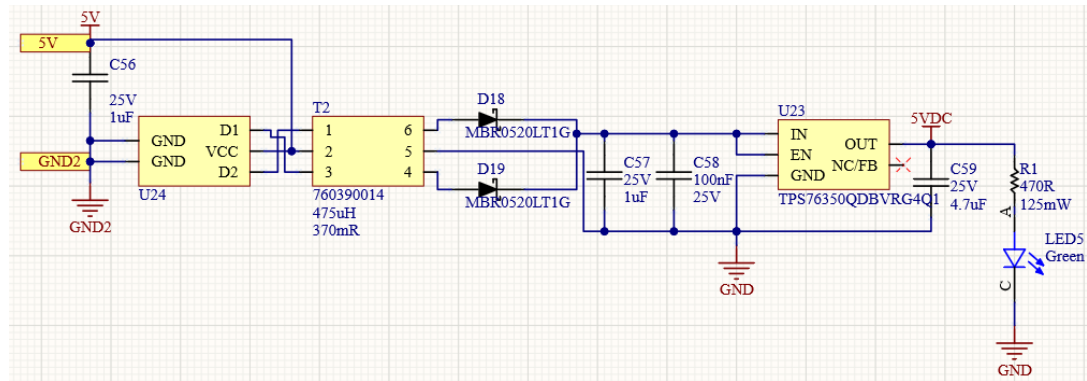 5V
5V
C56
25V
1uF
GND2
GND2
GND
GND
D1
VCC
D2
U24
T2
1
2
3
6
5
4
760390014
475uH
370mR
D18
MBR0520LT1G
D19
MBR0520LT1G
C57
25V
1uF
C58
100nF
25V
U23
IN
EN
GND
OUT
NC/FB
TPS76350QDBVRG4Q1
GND
5VDC
C59
25V
4.7uF
R1
470R
125mW
A
LED5
Green
C
GND